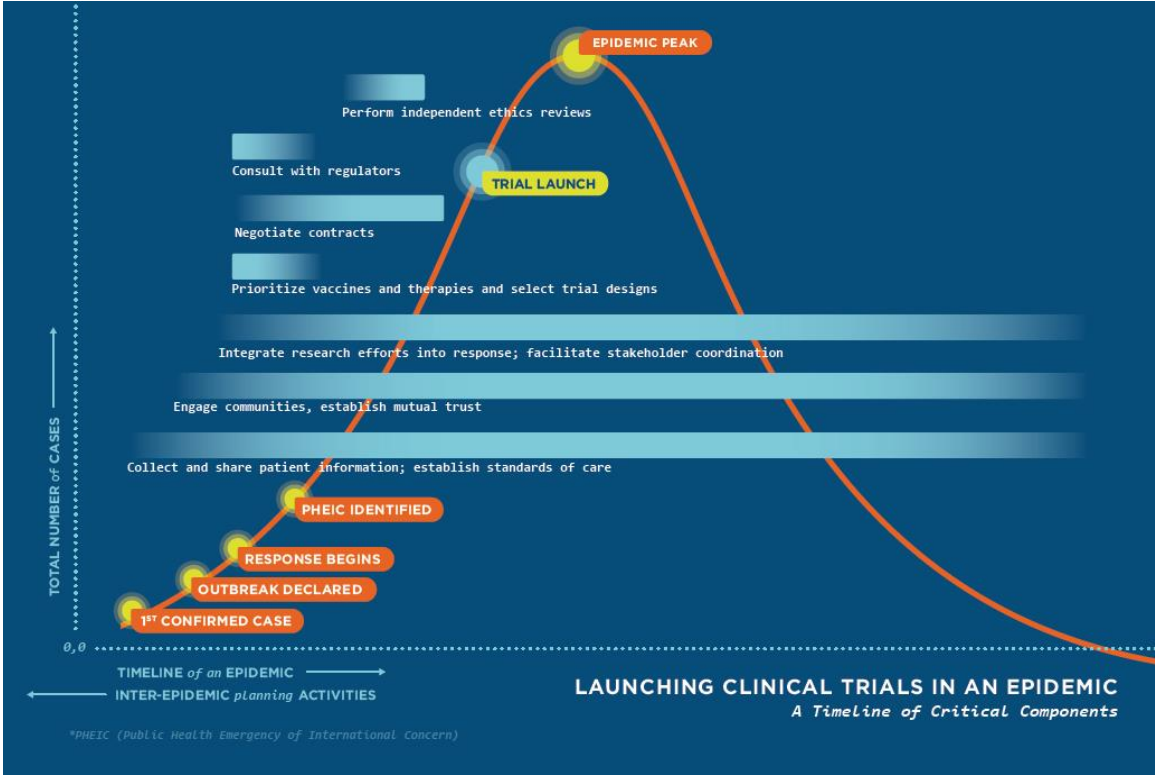 EPIDEMIC PEAK
Perform independent ethics reviews
Consult with regulators
TRIAL LAUNCH
Negotiate contracts
Prioritize vaccines and therapies and select trial designs
Integrate research efforts into response; facilitate stakeholder coordination
Engage communities, establish mutual trust
Collect and share patient information; establish standards of care
TOTAL NUMBER of CASES
PHEIC IDENTIFIED
RESPONSE BEGINS
OUTBREAK DECLARED
1ST CONFIRMED CASE
0,0
TIMELINE of an EPIDEMIC
INTER-EPIDEMIC planning ACTIVITIES
LAUNCHING CLINICAL TRIALS IN AN EPIDEMIC
A Timeline of Critical Components
*PHEIC (Public Health Emergency of International Concern)